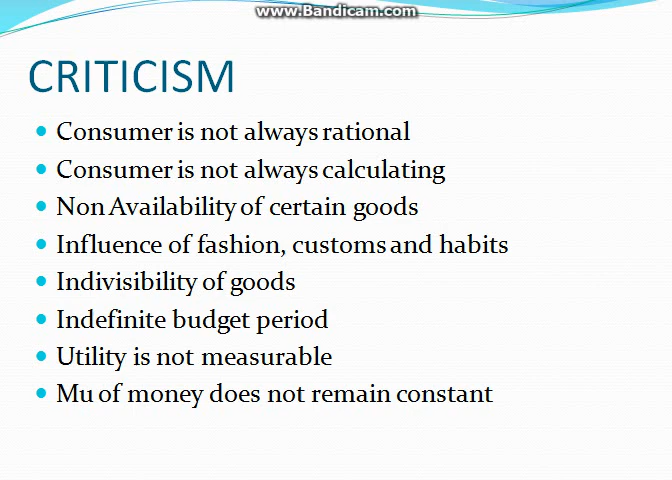 www.Bandicam.com
CRITICISM
Consumer is not always rational
Consumer is not always calculating
Non Availability of certain goods
Influence of fashion, customs and habits
Indivisibility of goods
Indefinite budget period
Utility is not measurable
Mu of money does not remain constant